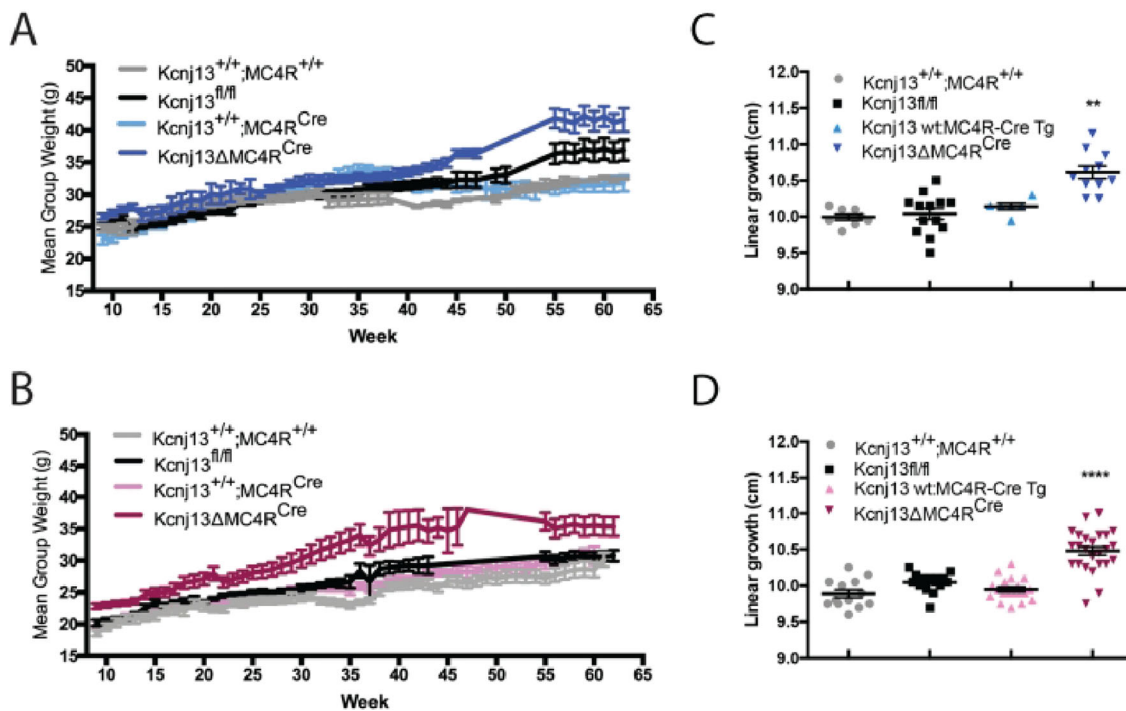 A
Mean Group Weight (g)
50
45
40
35
30
25
20
15
Kcnj13+/+;MC4R+/+
Kcnj13fl/fl
Kcnj13+/+;MC4RCre
Kcnj13ΔMC4RCre
10 15 20 25 30 35 40 45 50 55 60 65
Week
C
Linear growth (cm)
12.0
11.5
11.0
10.5
10.0
9.5
9.0
Kcnj13+/+;MC4R+/+
Kcnj13fl/fl
Kcnj13 wt:MC4R-Cre Tg
Kcnj13ΔMC4RCre
**
B
Mean Group Weight (g)
50
45
40
35
30
25
20
15
Kcnj13+/+;MC4R+/+
Kcnj13fl/fl
Kcnj13+/+;MC4RCre
Kcnj13ΔMC4RCre
10 15 20 25 30 35 40 45 50 55 60 65
Week
D
Linear growth (cm)
12.0
11.5
11.0
10.5
10.0
9.5
9.0
Kcnj13+/+;MC4R+/+
Kcnj13fl/fl
Kcnj13 wt:MC4R-Cre Tg
Kcnj13ΔMC4RCre
****